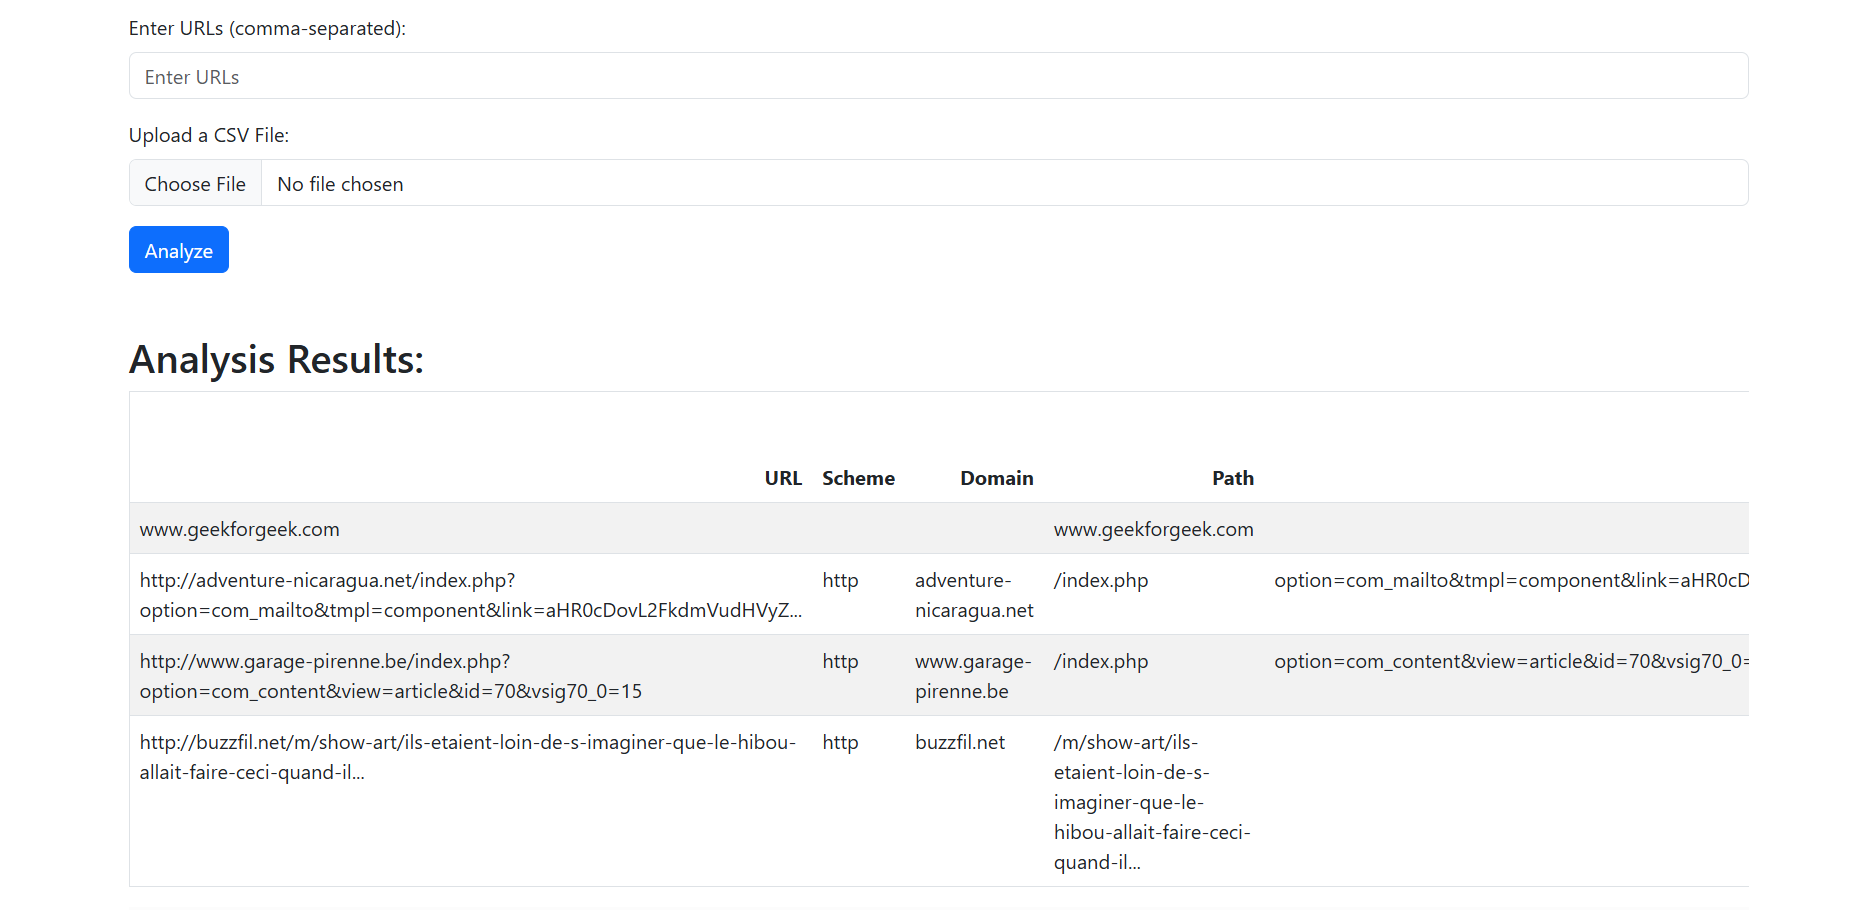 Enter URLs (comma-separated):
Enter URLs
Upload a CSV File:
Choose File No file chosen
Analyze
Analysis Results:
URL Scheme Domain Path
www.geekforgeek.com www.geekforgeek.com
http://adventure-nicaragua.net/index.php? http adventure- /index.php option=com_mailto&tmpl=component&link=aHR0cD
option=com_mailto&tmpl=component&link=aHR0cDovL2FkdmVudHVyZ... nicaragua.net
http://www.garage-pirenne.be/index.php? http www.garage- /index.php option=com_content&view=article&id=70&vsig70_0=
option=com_content&view=article&id=70&vsig70_0=15 pirenne.be
http://buzzfil.net/m/show-art/ils-etaient-loin-de-s-imaginer-que-le-hibou- http buzzfil.net /m/show-art/ils-
allait-faire-ceci-quand-il... etaient-loin-de-s-
imaginer-que-le-
hibou-allait-faire-ceci-
quand-il...